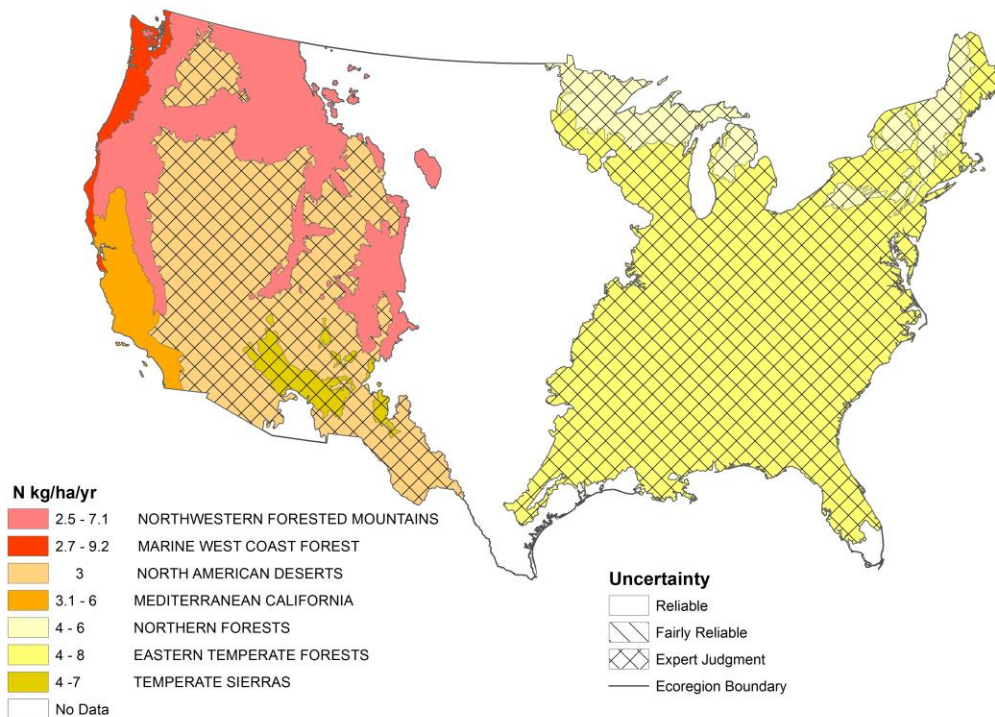 N kg/ha/yr
2.5 - 7.1 NORTHWESTERN FORESTED MOUNTAINS
2.7 - 9.2 MARINE WEST COAST FOREST
3 NORTH AMERICAN DESERTS
3.1 - 6 MEDITERRANEAN CALIFORNIA
4 - 6 NORTHERN FORESTS
4 - 8 EASTERN TEMPERATE FORESTS
4 -7 TEMPERATE SIERRAS
No Data
Uncertainty
Reliable
Fairly Reliable
Expert Judgment
Ecoregion Boundary